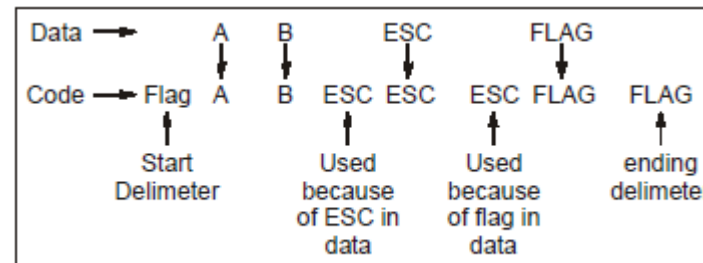 Data A B ESC FLAG
Code Flag A B ESC ESC ESC FLAG FLAG
Start Used Used ending
Delimeter because because delimete
of ESC in of flag in
data data